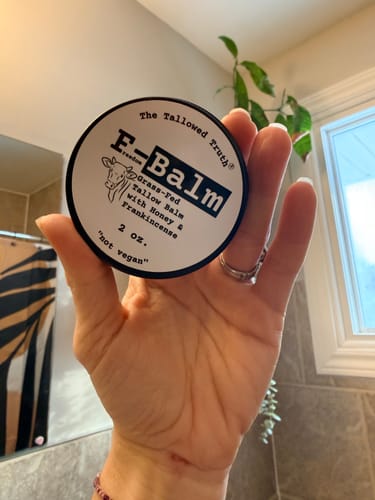 The Tallowed Truth®
F-Balm
reedom
Grass-Fed
Tallow Balm
with Honey &
Frankincense
2 oz.
"not vegan"